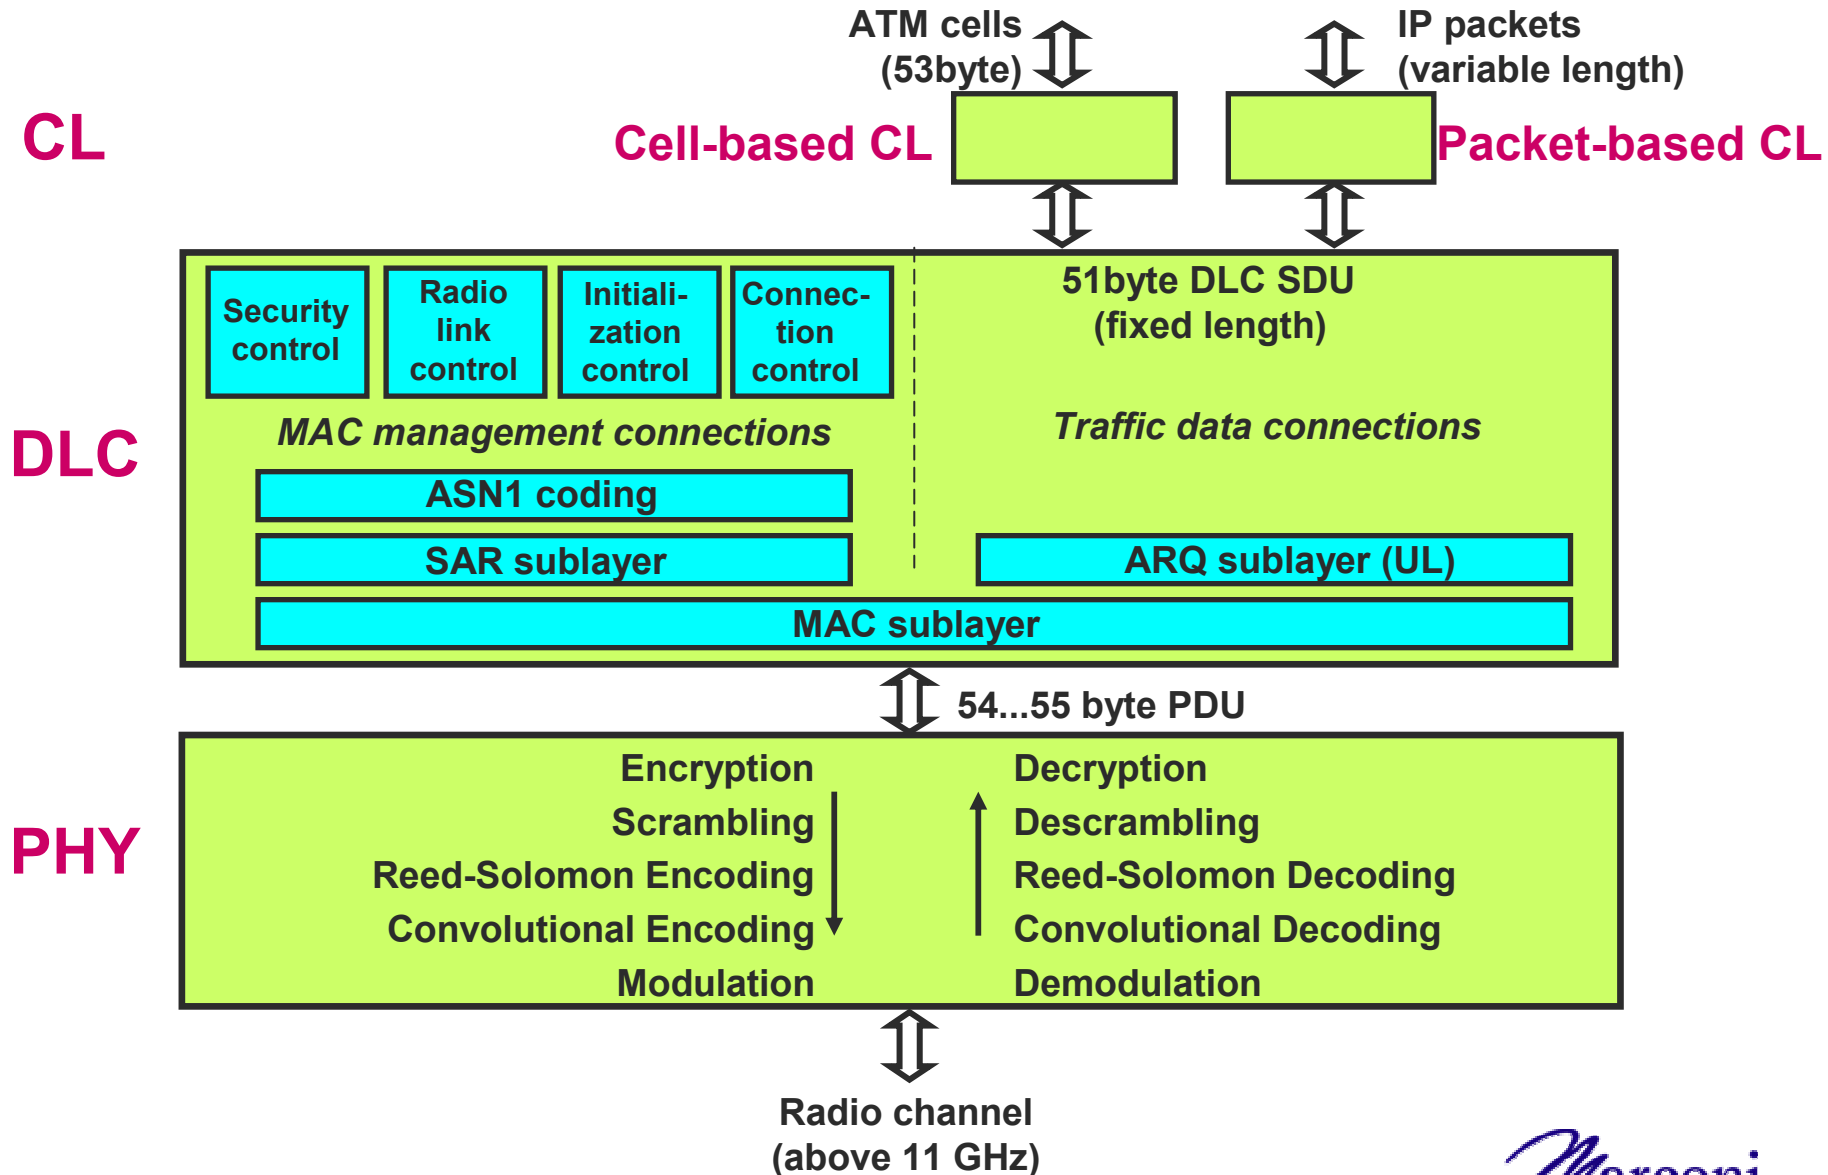 ATM cells
(53byte)
IP packets
(variable length)
CL
Cell-based CL
Packet-based CL
DLC
Security
control
Radio
link
control
Initiali-
zation
control
Connec-
tion
control
51byte DLC SDU
(fixed length)
MAC management connections
Traffic data connections
ASN1 coding
SAR sublayer
ARQ sublayer (UL)
MAC sublayer
54...55 byte PDU
PHY
Encryption
Scrambling
Reed-Solomon Encoding
Convolutional Encoding
Modulation
Decryption
Descrambling
Reed-Solomon Decoding
Convolutional Decoding
Demodulation
Radio channel
(above 11 GHz)
Marconi